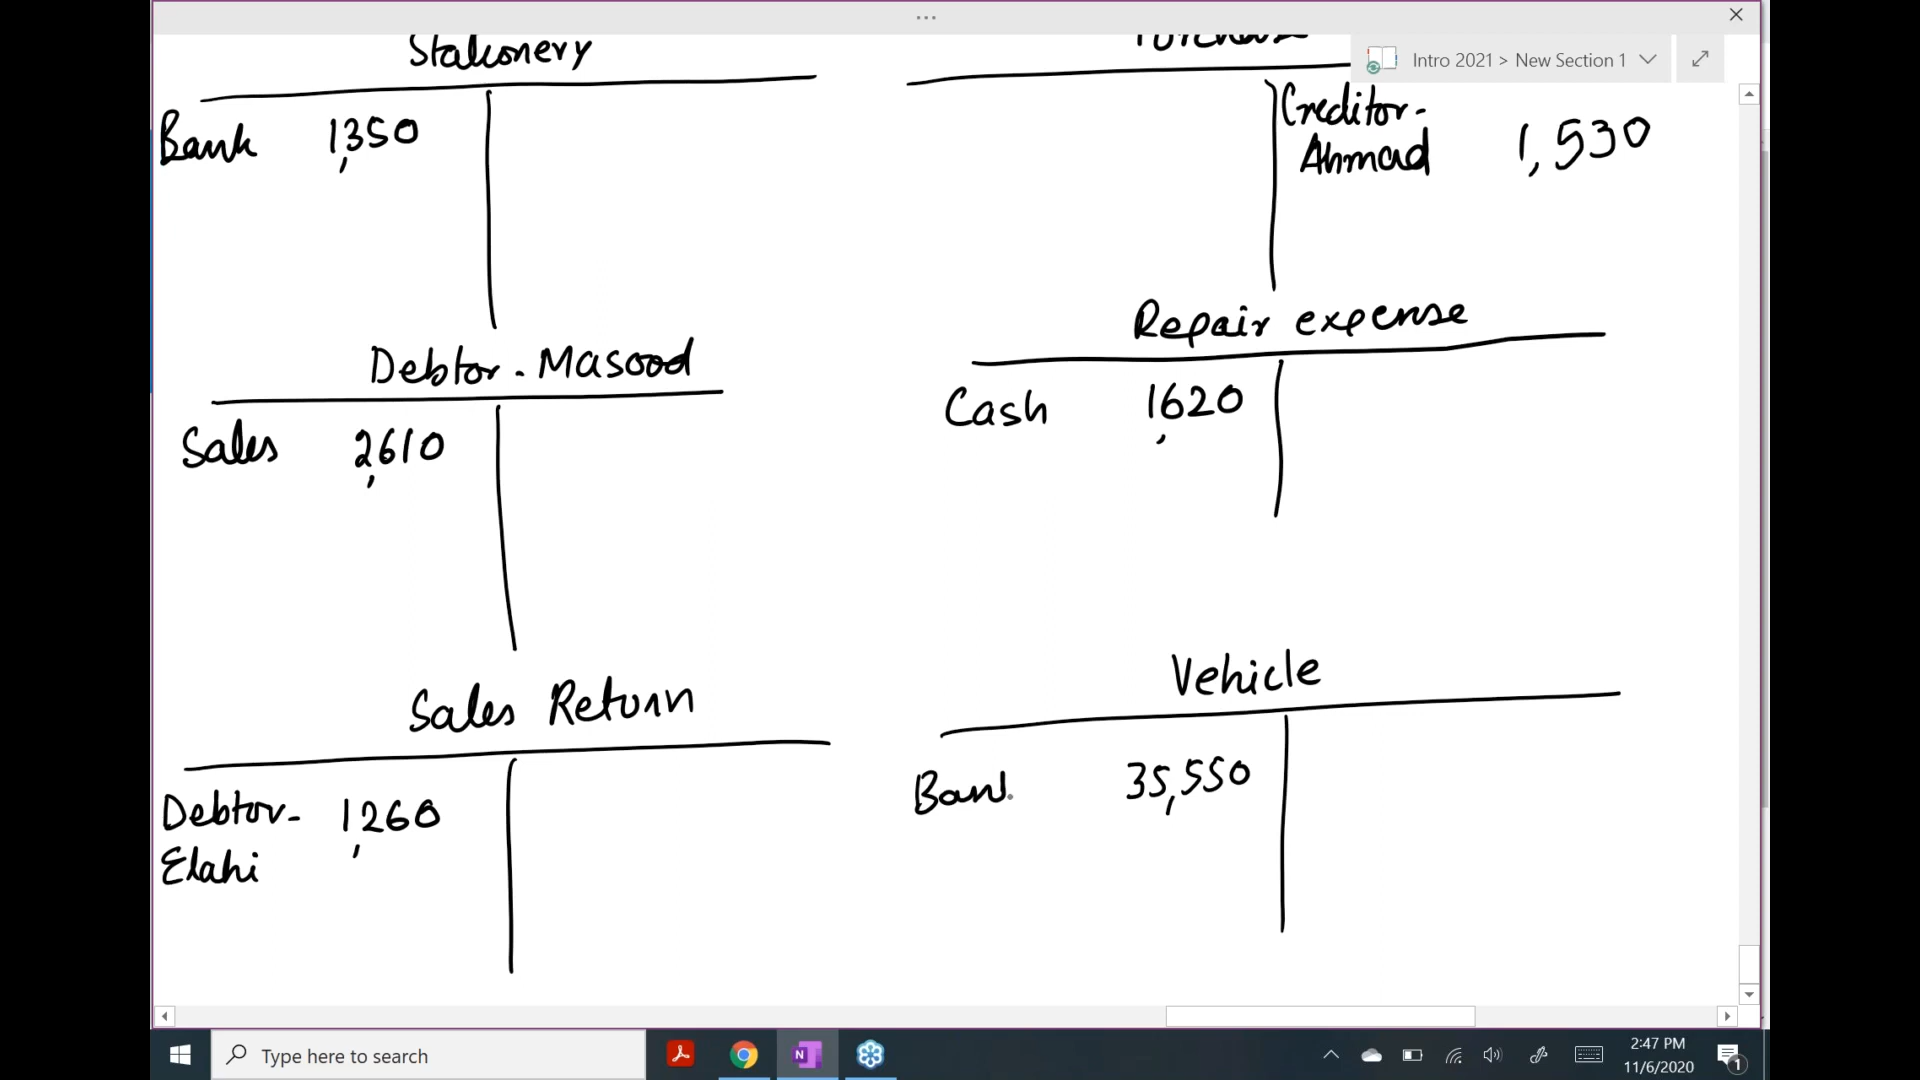 Stationery
Bank 1,350
Intro 2021 > New Section 1
Creditor-
Ahmad 1,530
Debtor - Masood
Sales 2,610
Repair expense
Cash 1,620
Sales Return
Debtor- 1,260
Elahi
Vehicle
Ban 35,550
Type here to search
N
2:47 PM
11/6/2020
1